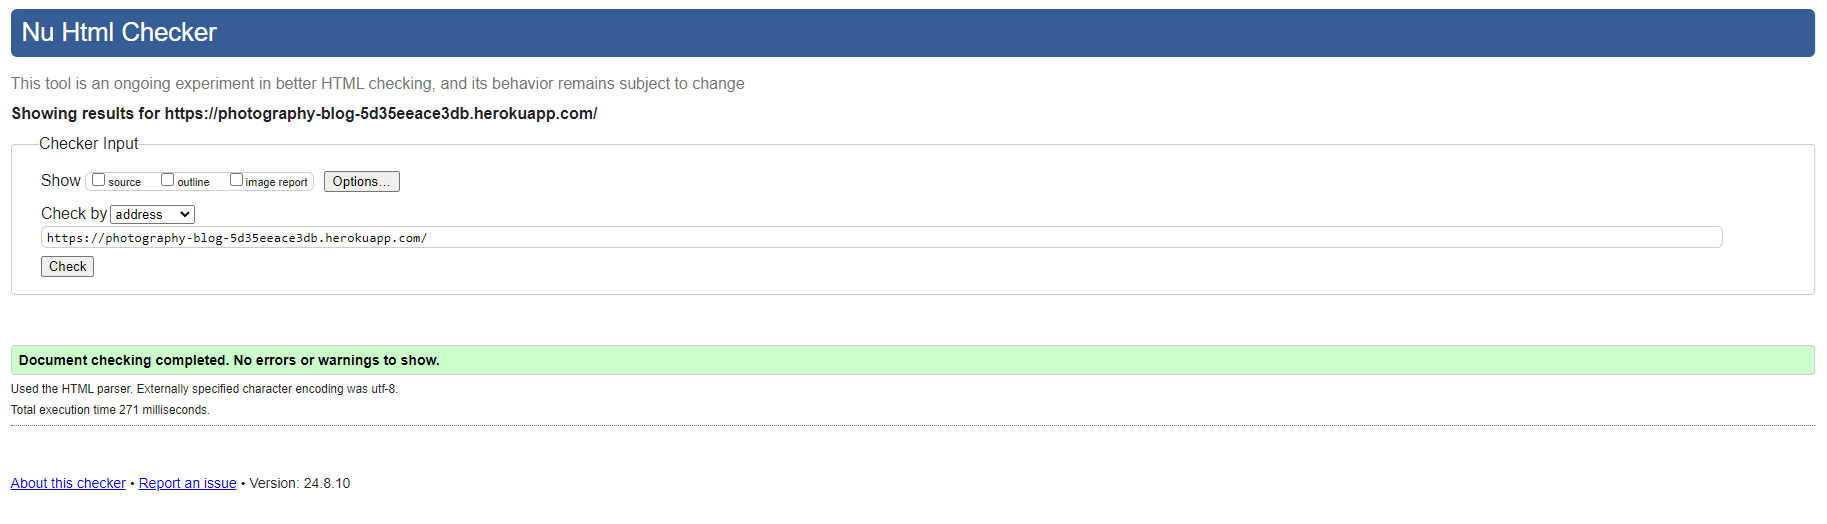 Nu Html Checker
This tool is an ongoing experiment in better HTML checking, and its behavior remains subject to change
Showing results for https://photography-blog-5d35eeace3db.herokuapp.com/
Checker Input
Show source outline image report Options...
Check by address
https://photography-blog-5d35eeace3db.herokuapp.com/
Check
Document checking completed. No errors or warnings to show.
Used the HTML parser. Externally specified character encoding was utf-8.
Total execution time 271 milliseconds.
About this checker • Report an issue • Version: 24.8.10